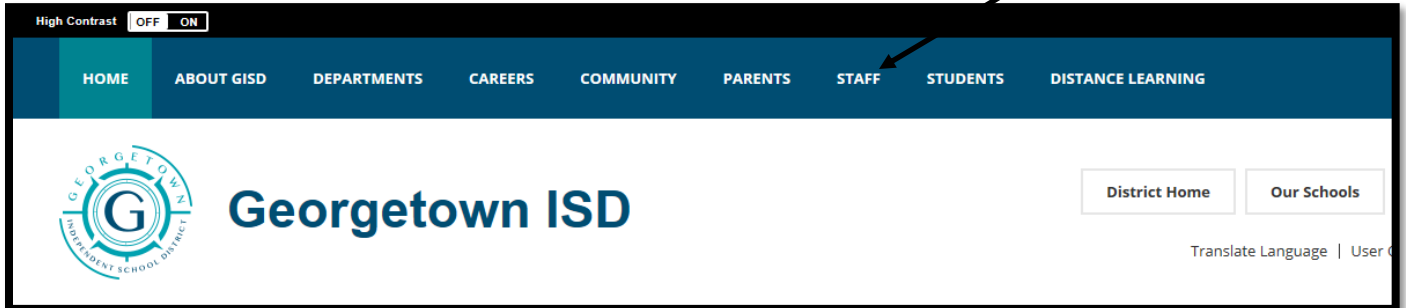 High Contrast OFF ON
HOME ABOUT GISD DEPARTMENTS CAREERS COMMUNITY PARENTS STAFF STUDENTS DISTANCE LEARNING
GEORGETOWN
INDEPENDENT SCHOOL DISTRICT
G
Georgetown ISD
District Home Our Schools
Translate Language | User